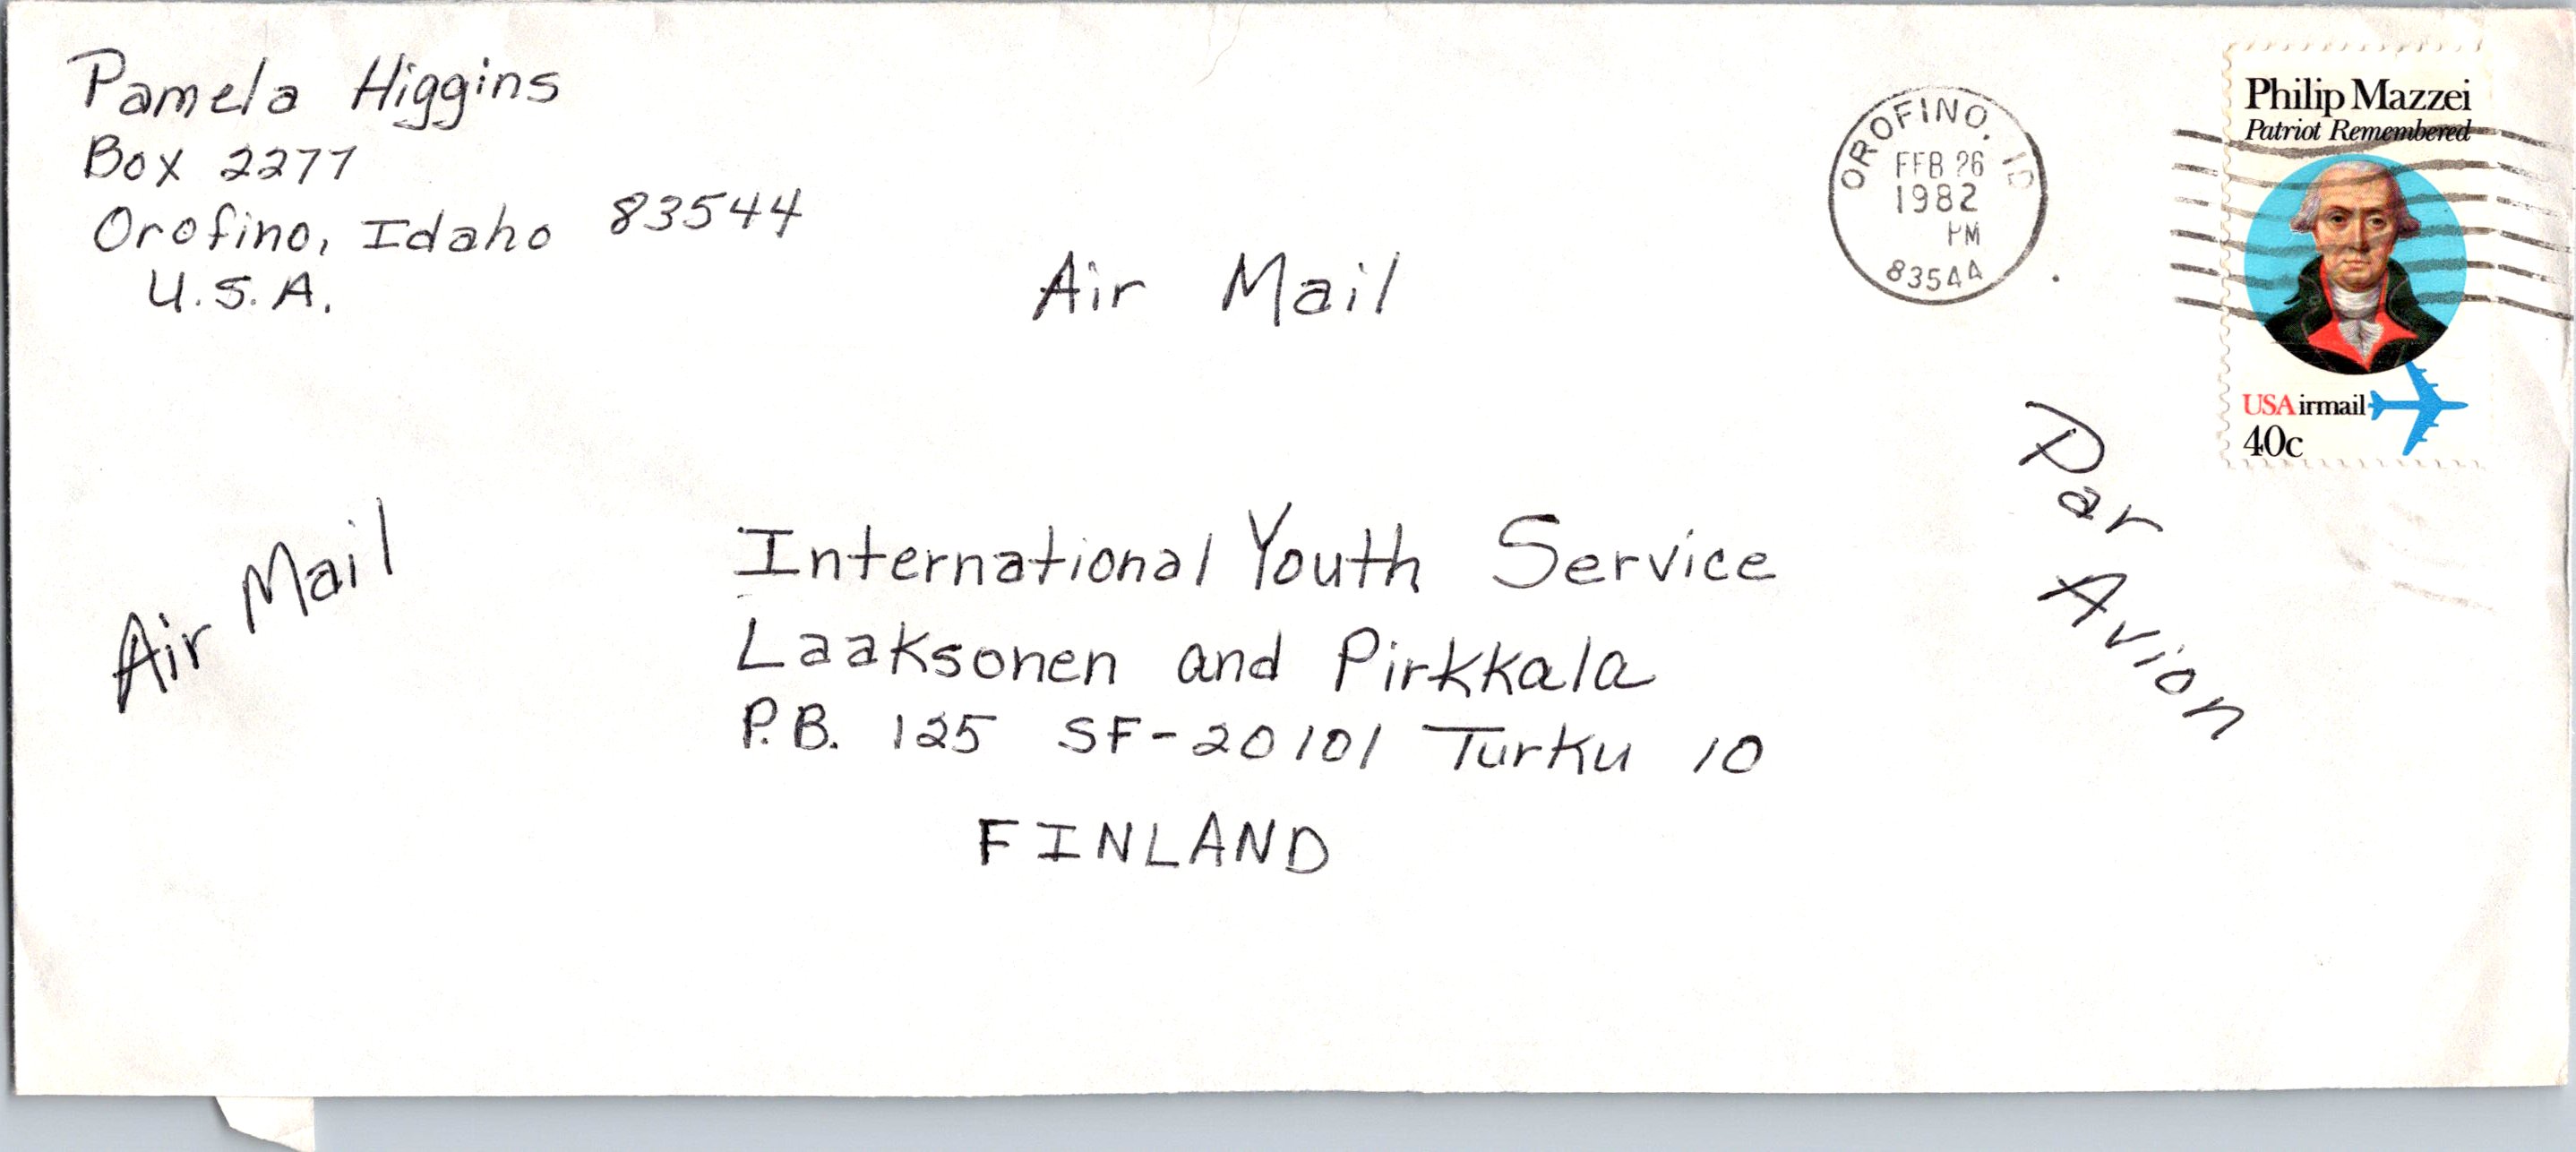 Pamela Higgins
Box 2277
Orofino, Idaho 83544
U.S.A.
Air Mail
OROFINO, ID
FEB 26
1982
PM
83544
Philip Mazzei
Patriot Remembered
USAirmail
40c
Par Avion
Air Mail
International Youth Service
Laaksonen and Pirkkala
P.B. 125 SF-20101 Turku 10
FINLAND